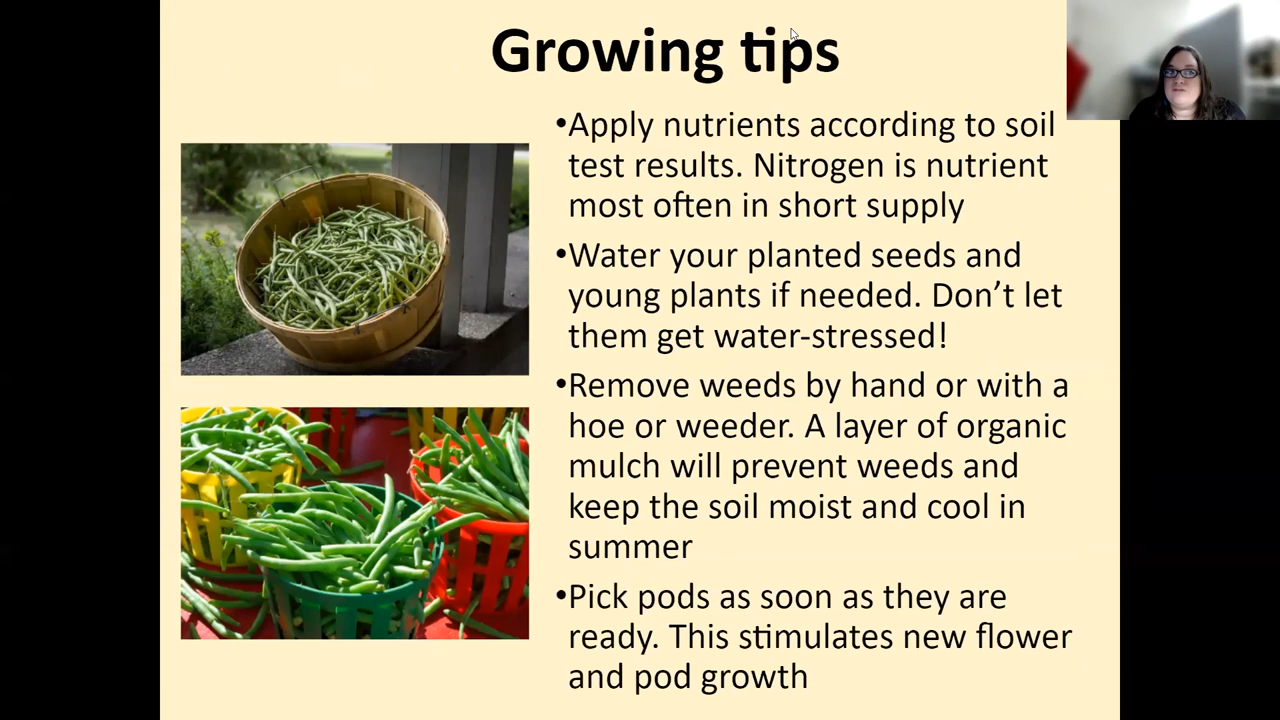 Growing tips
•Apply nutrients according to soil
test results. Nitrogen is nutrient
most often in short supply
•Water your planted seeds and
young plants if needed. Don’t let
them get water-stressed!
•Remove weeds by hand or with a
hoe or weeder. A layer of organic
mulch will prevent weeds and
keep the soil moist and cool in
summer
•Pick pods as soon as they are
ready. This stimulates new flower
and pod growth